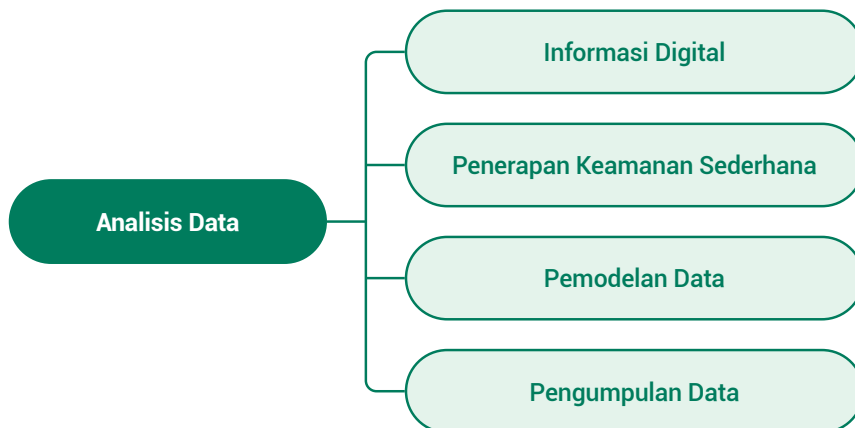 Informasi Digital
Penerapan Keamanan Sederhana
Analisis Data
Pemodelan Data
Pengumpulan Data